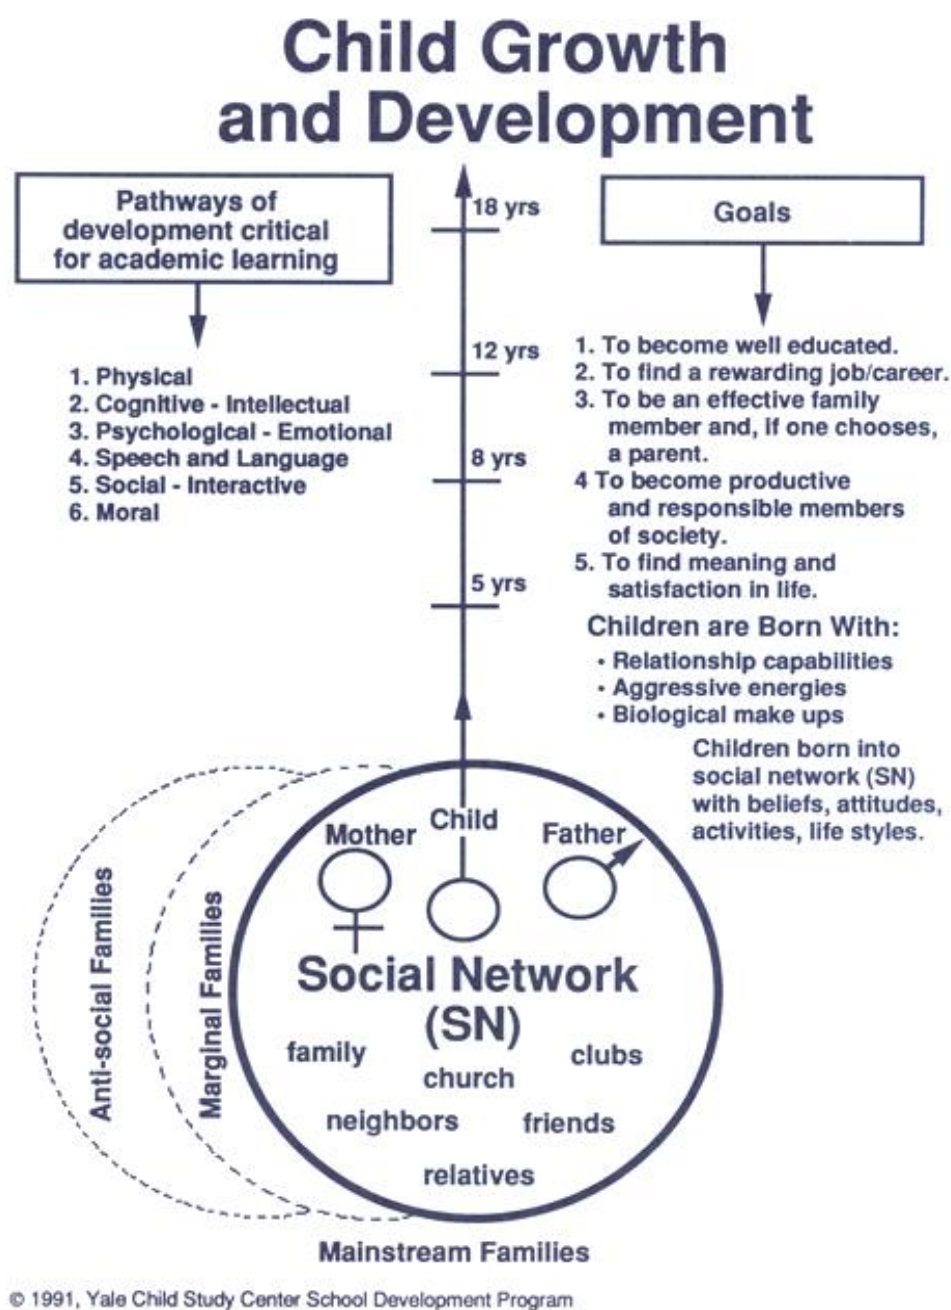 Child Growth
and Development
Pathways of
development critical
for academic learning
1. Physical
2. Cognitive - Intellectual
3. Psychological - Emotional
4. Speech and Language
5. Social - Interactive
6. Moral
18 yrs
12 yrs
8 yrs
5 yrs
Goals
1. To become well educated.
2. To find a rewarding job/career.
3. To be an effective family
member and, if one chooses,
a parent.
4 To become productive
and responsible members
of society.
5. To find meaning and
satisfaction in life.
Children are Born With:
• Relationship capabilities
• Aggressive energies
• Biological make ups
Children born into
social network (SN)
with beliefs, attitudes,
activities, life styles.
Anti-social Families
Marginal Families
Mother
Child
Father
Social Network
(SN)
family
clubs
church
neighbors
friends
relatives
Mainstream Families
© 1991, Yale Child Study Center School Development Program